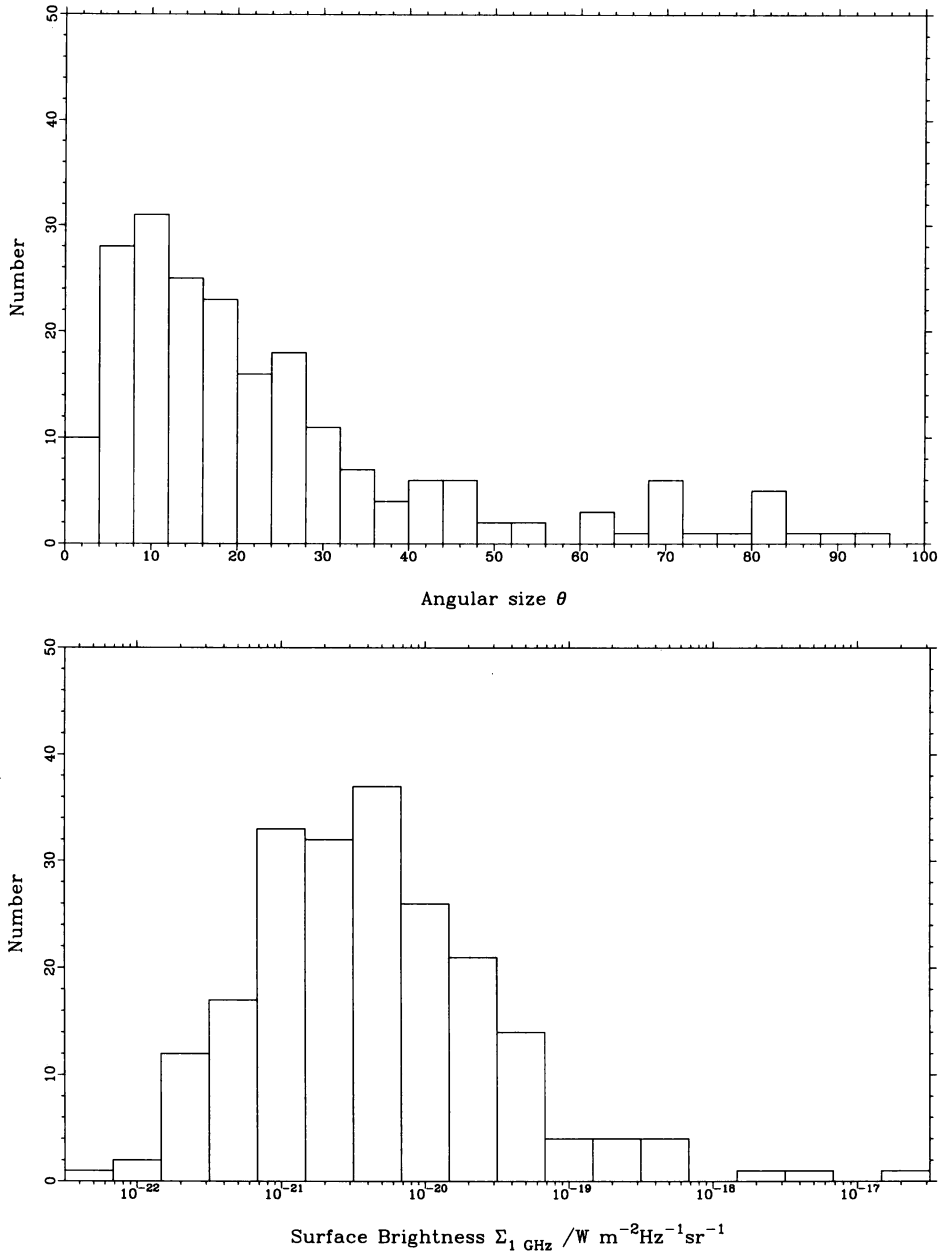 50
40
30
20
10
0
Number
0 10 20 30 40 50 60 70 80 90 100
Angular size θ
50
40
30
20
10
0
Number
10⁻²² 10⁻²¹ 10⁻²⁰ 10⁻¹⁹ 10⁻¹⁸ 10⁻¹⁷
Surface Brightness Σ₁ GHz /W m⁻²Hz⁻¹sr⁻¹